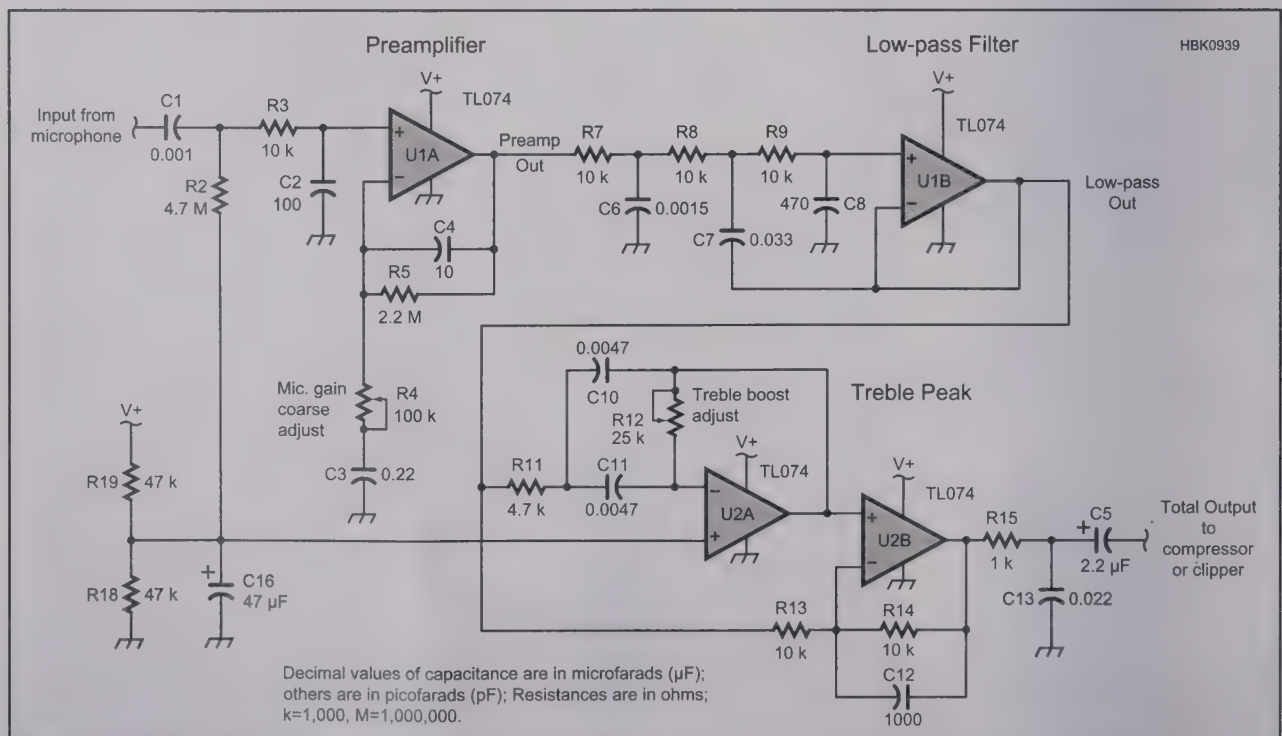 Preamplifier
Low-pass Filter
HBK0939
Input from
microphone
C1
0.001
R3
10 k
R2
4.7 M
C2
100
V+
TL074
+
U1A
−
Preamp
Out
C4
10
R5
2.2 M
R7
10 k
R8
10 k
R9
10 k
C6
0.0015
C7
0.033
470
C8
V+
TL074
+
U1B
−
Low-pass
Out
Mic. gain
coarse
adjust
R4
100 k
C3
0.22
V+
R19
47 k
R18
47 k
+
C16
47 µF
0.0047
C10
Treble boost
adjust
R12
25 k
Treble Peak
R11
4.7 k
C11
0.0047
V+
TL074
−
U2A
+
V+
TL074
+
U2B
−
R15
1 k
+
C5
2.2 µF
C13
0.022
Total Output
to
compressor
or clipper
R13
10 k
R14
10 k
C12
1000
Decimal values of capacitance are in microfarads (µF);
others are in picofarads (pF); Resistances are in ohms;
k=1,000, M=1,000,000.